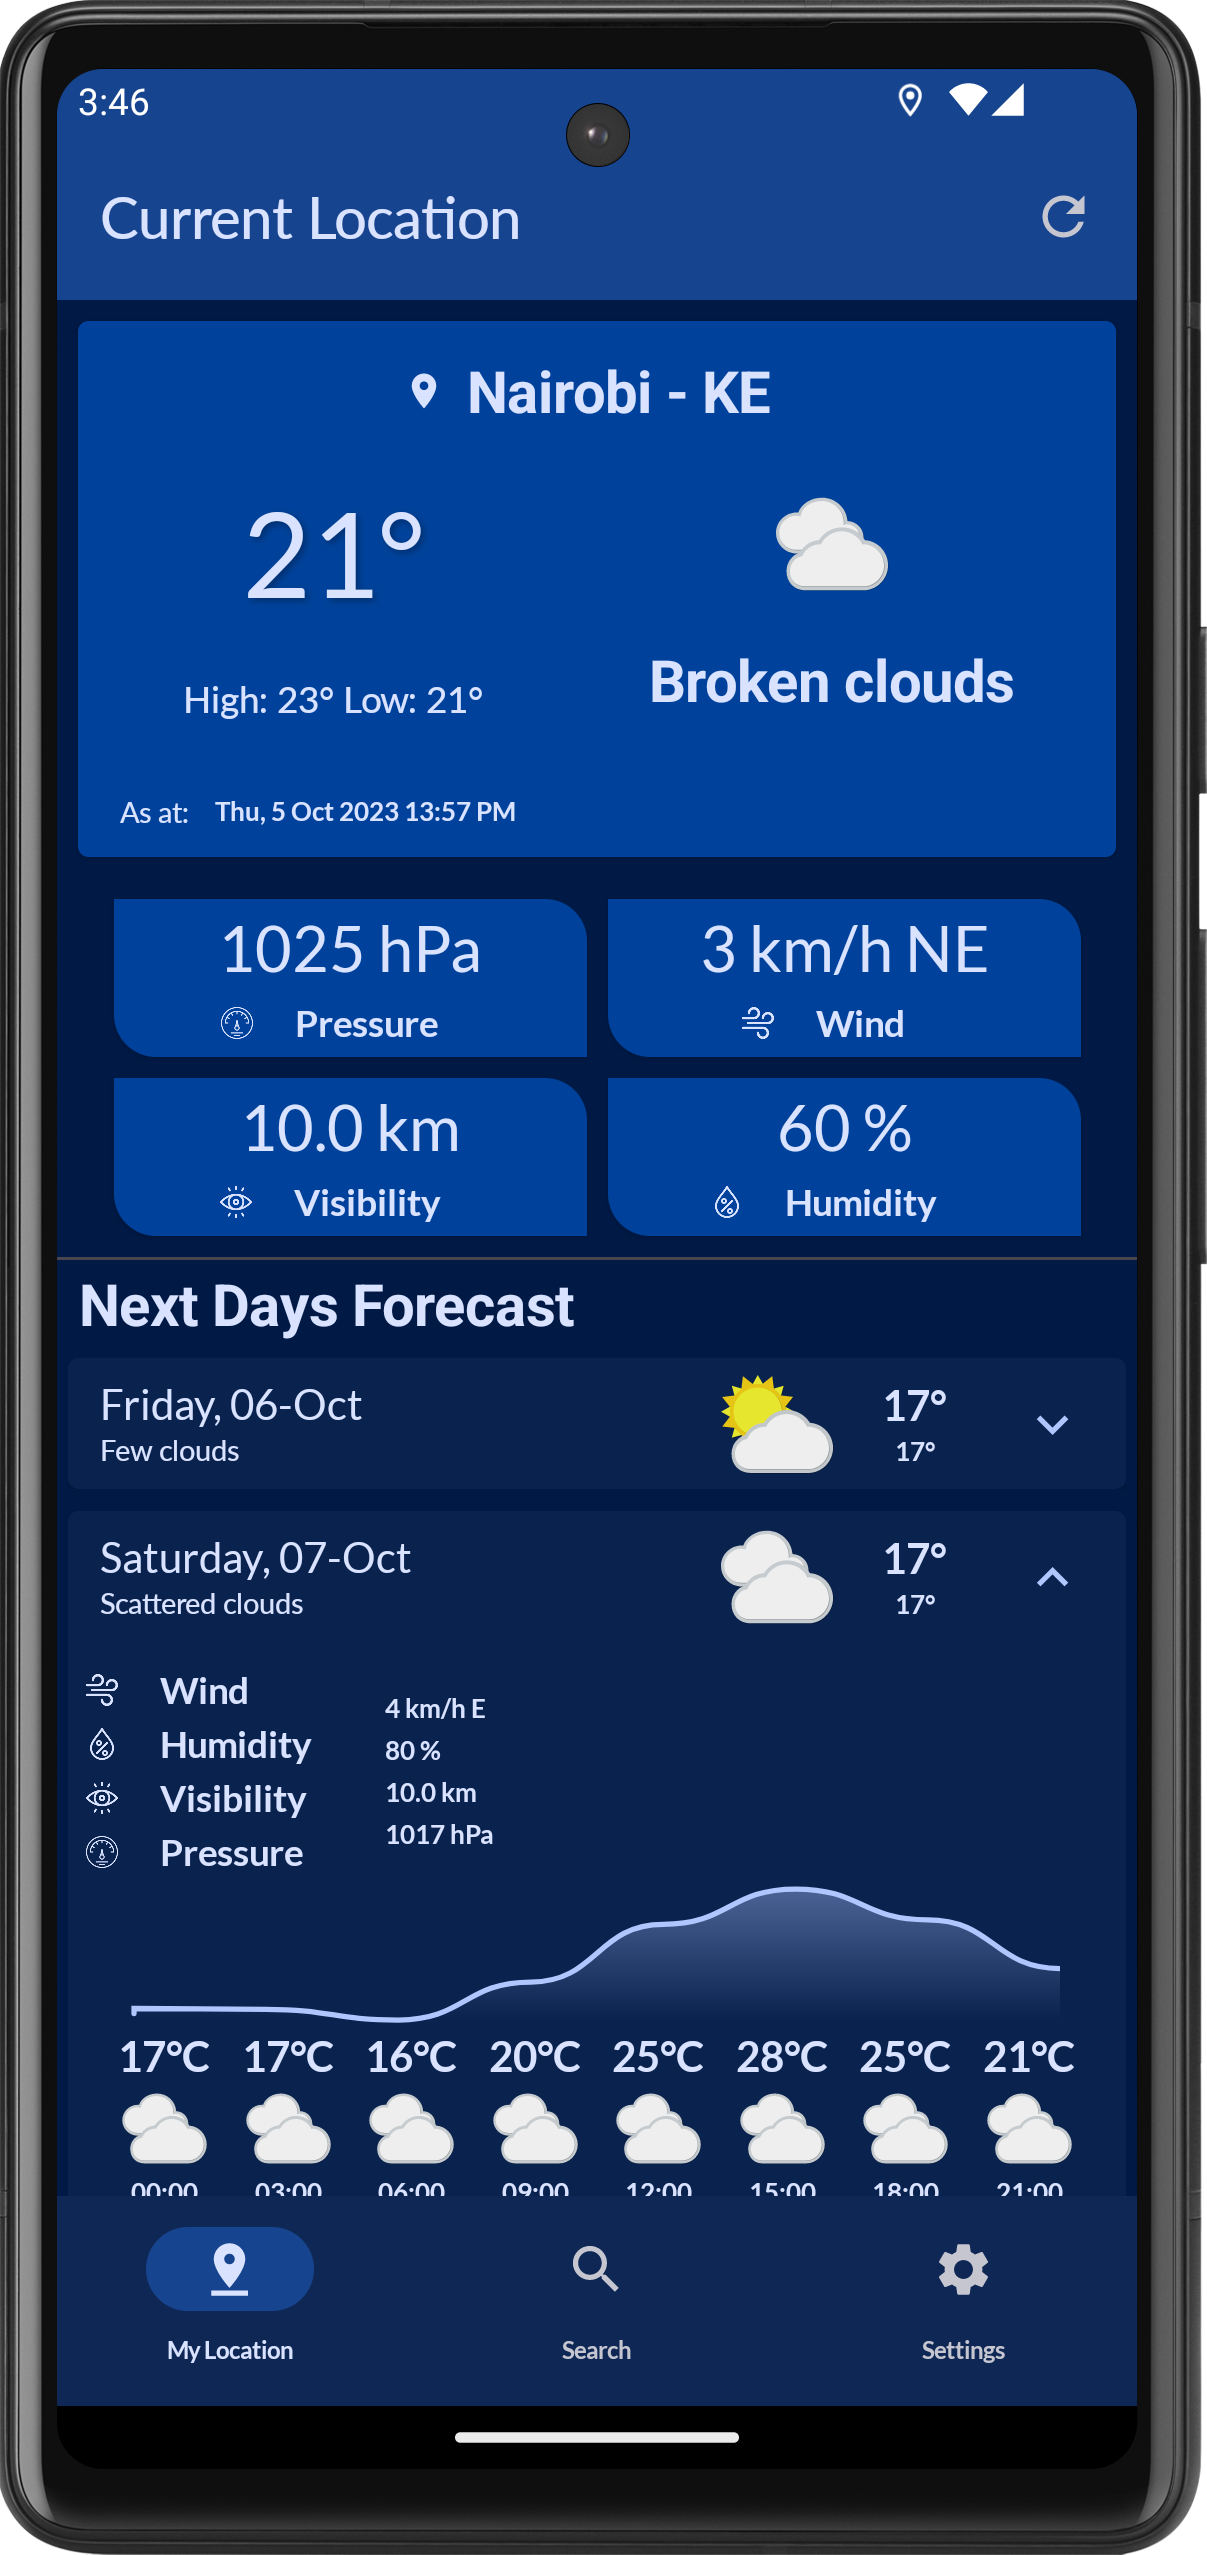 3:46
Current Location
Nairobi - KE
21°
Broken clouds
High: 23° Low: 21°
As at: Thu, 5 Oct 2023 13:57 PM
1025 hPa
Pressure
3 km/h NE
Wind
10.0 km
Visibility
60 %
Humidity
Next Days Forecast
Friday, 06-Oct
Few clouds
17°
17°
Saturday, 07-Oct
Scattered clouds
17°
17°
Wind 4 km/h E
Humidity 80 %
Visibility 10.0 km
Pressure 1017 hPa
17°C 17°C 16°C 20°C 25°C 28°C 25°C 21°C
00:00 03:00 06:00 09:00 12:00 15:00 18:00 21:00
My Location Search Settings